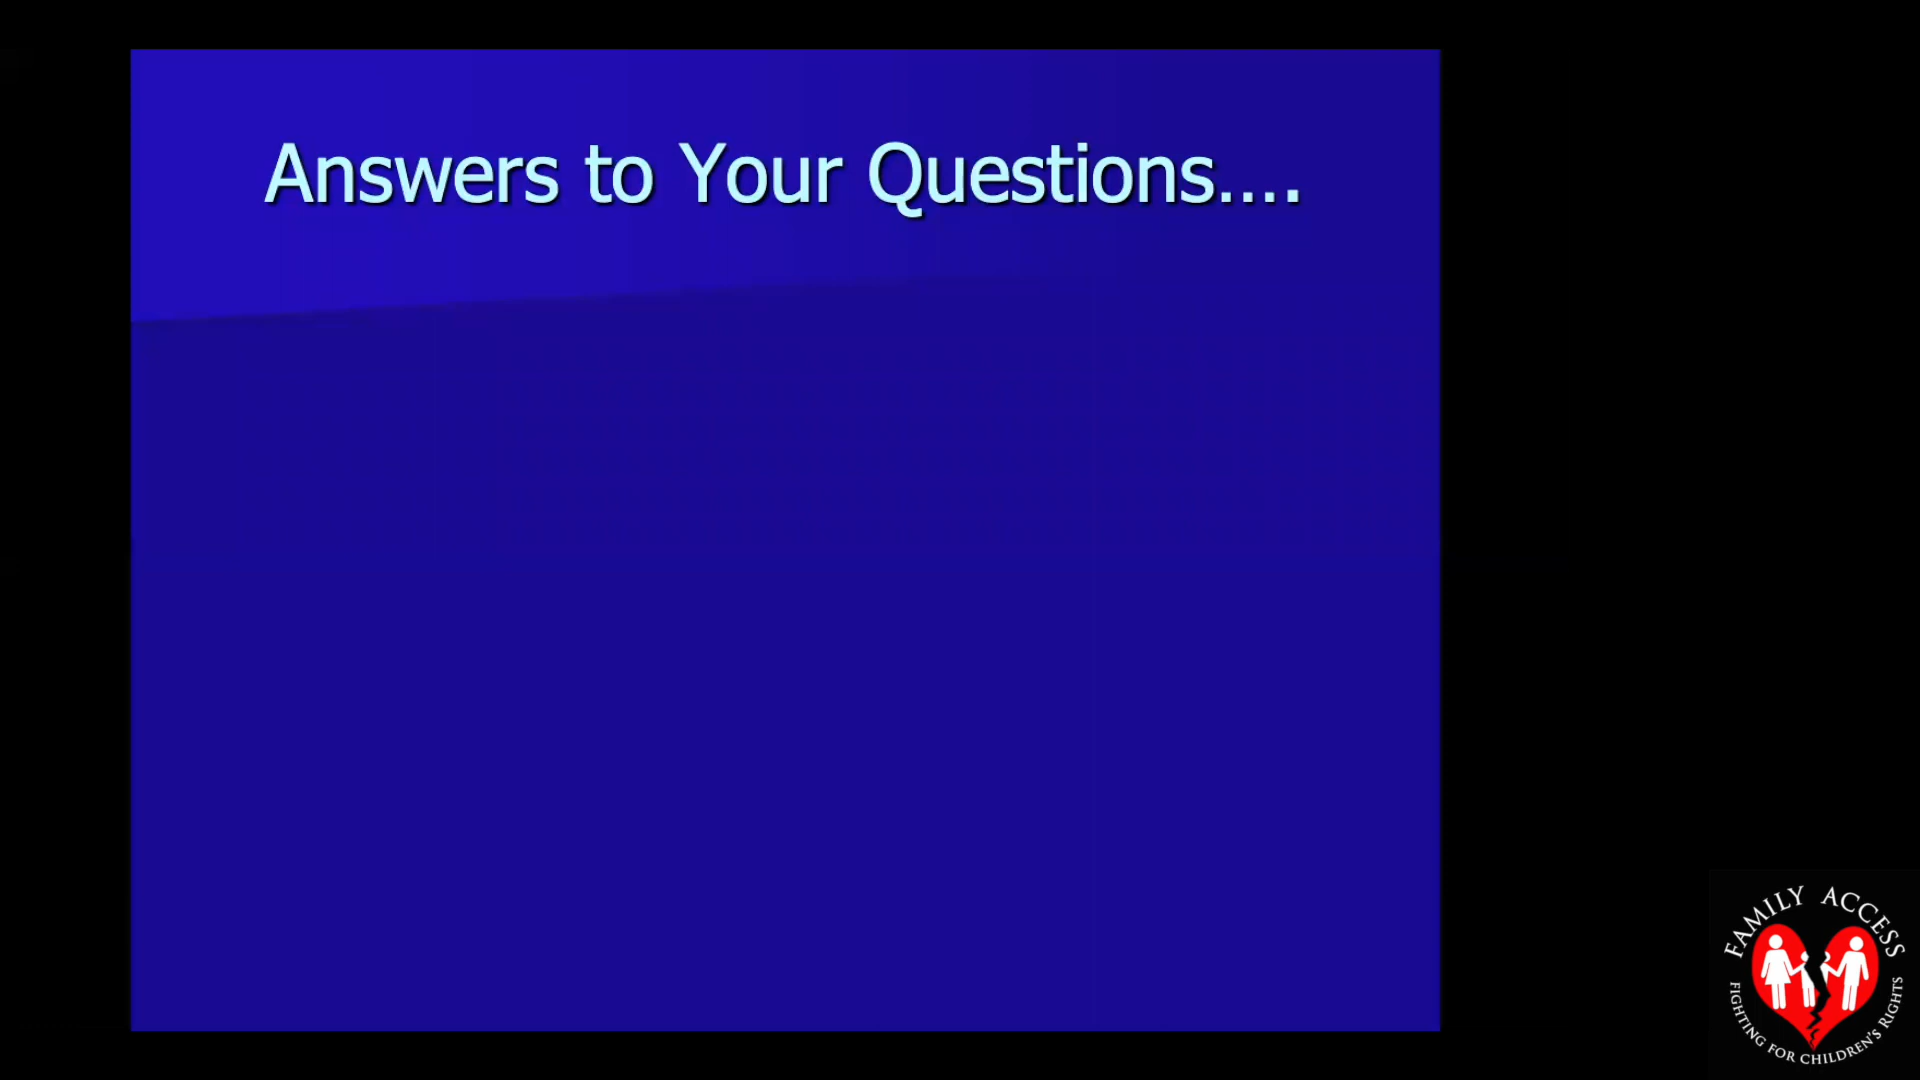 Answers to Your Questions....
FAMILY ACCESS
FIGHTING FOR CHILDREN'S RIGHTS